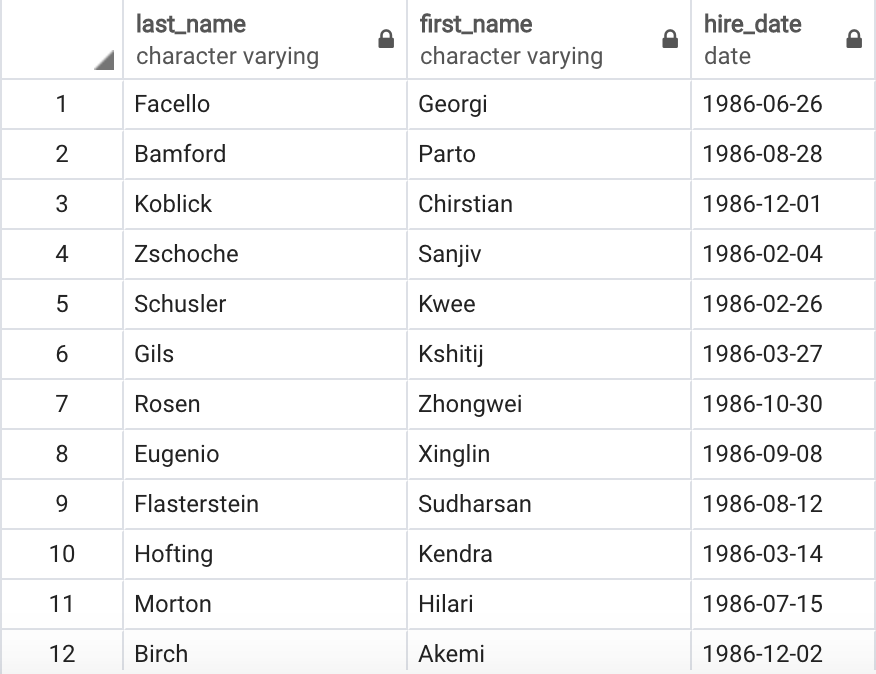 last_name first_name hire_date
character varying character varying date
1 Facello Georgi 1986-06-26
2 Bamford Parto 1986-08-28
3 Koblick Chirstian 1986-12-01
4 Zschoche Sanjiv 1986-02-04
5 Schusler Kwee 1986-02-26
6 Gils Kshitij 1986-03-27
7 Rosen Zhongwei 1986-10-30
8 Eugenio Xinglin 1986-09-08
9 Flasterstein Sudharsan 1986-08-12
10 Hofting Kendra 1986-03-14
11 Morton Hilari 1986-07-15
12 Birch Akemi 1986-12-02